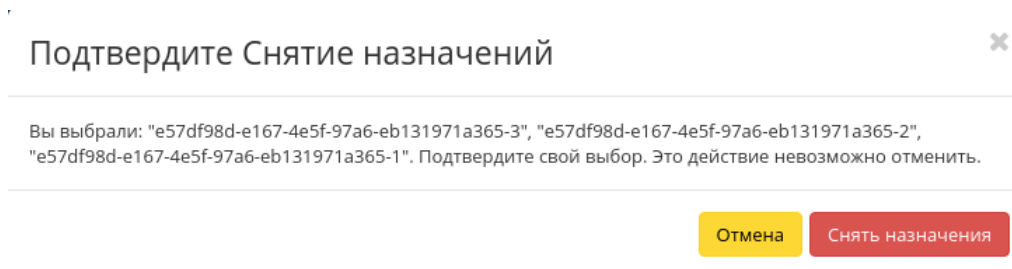 Подтвердите Снятие назначений
Вы выбрали: "e57df98d-e167-4e5f-97a6-eb131971a365-3", "e57df98d-e167-4e5f-97a6-eb131971a365-2",
"e57df98d-e167-4e5f-97a6-eb131971a365-1". Подтвердите свой выбор. Это действие невозможно отменить.
Отмена
Снять назначения